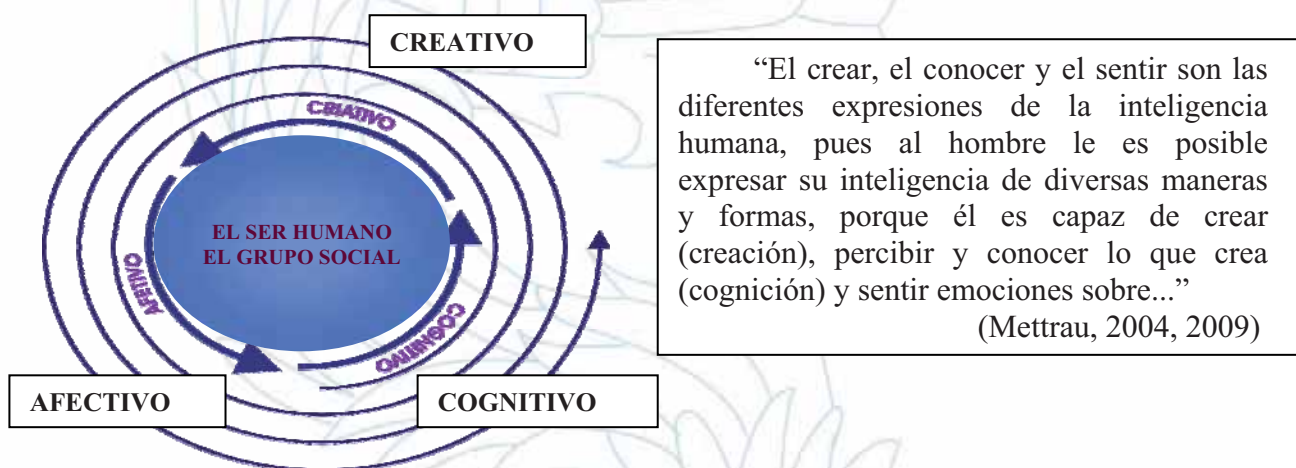 CREATIVO
CRIATIVO
EL SER HUMANO
EL GRUPO SOCIAL
AFETIVO
COGNITIVO
AFECTIVO
COGNITIVO
“El crear, el conocer y el sentir son las
diferentes expresiones de la inteligencia
humana, pues al hombre le es posible
expresar su inteligencia de diversas maneras
y formas, porque él es capaz de crear
(creación), percibir y conocer lo que crea
(cognición) y sentir emociones sobre...”
(Mettrau, 2004, 2009)